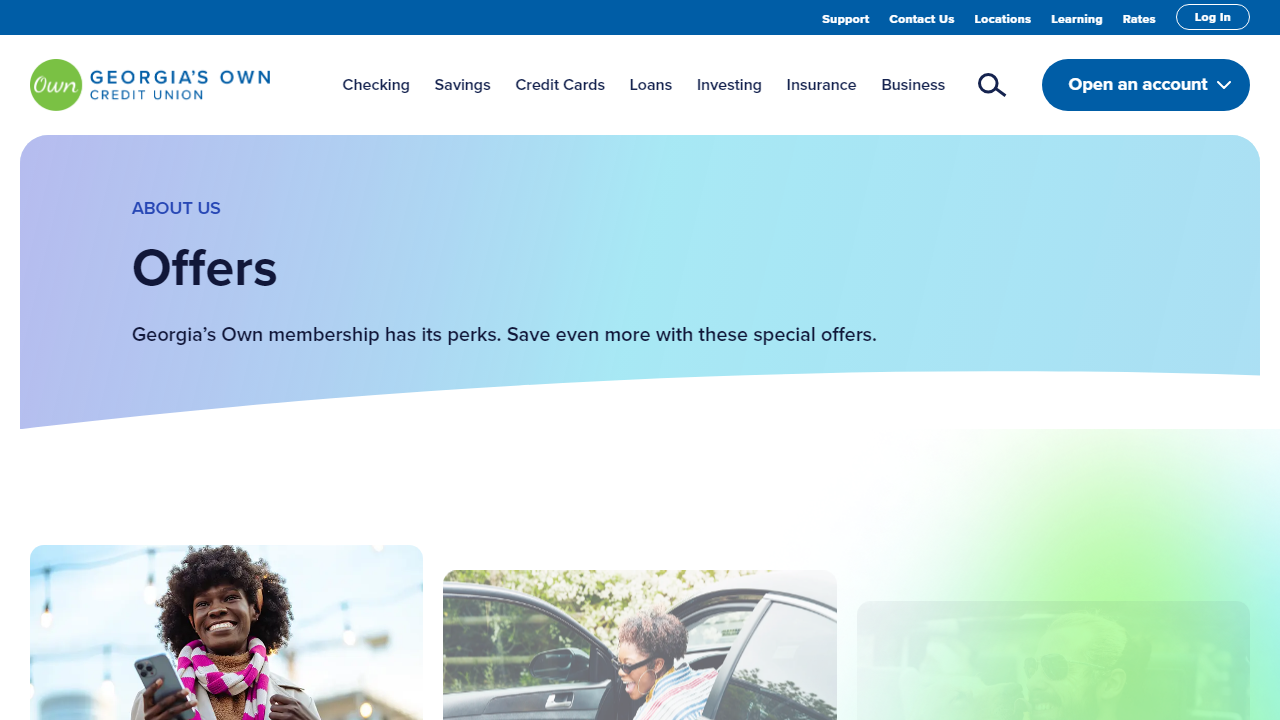 Support Contact Us Locations Learning Rates Log In
Own GEORGIA'S OWN
CREDIT UNION
Checking Savings Credit Cards Loans Investing Insurance Business Open an account
ABOUT US
Offers
Georgia’s Own membership has its perks. Save even more with these special offers.